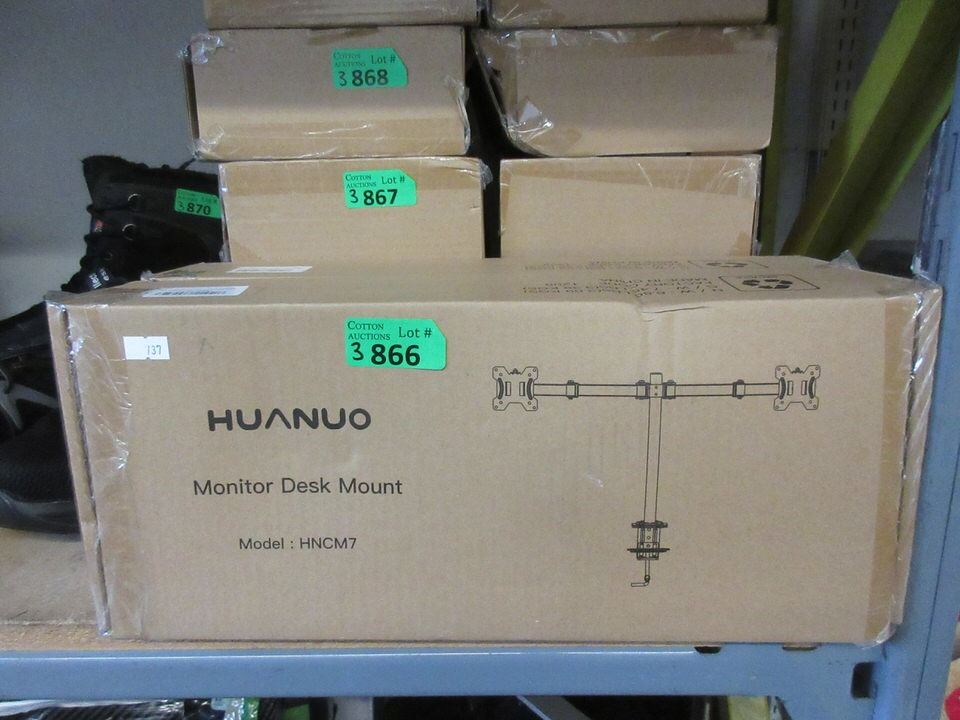 COTTON
AUCTIONS Lot #
3 868
COTTON
AUCTIONS Lot #
3 867
Lot #
3 870
COTTON
AUCTIONS Lot #
3 866
137
HUANUO
Monitor Desk Mount
Model : HNCM7